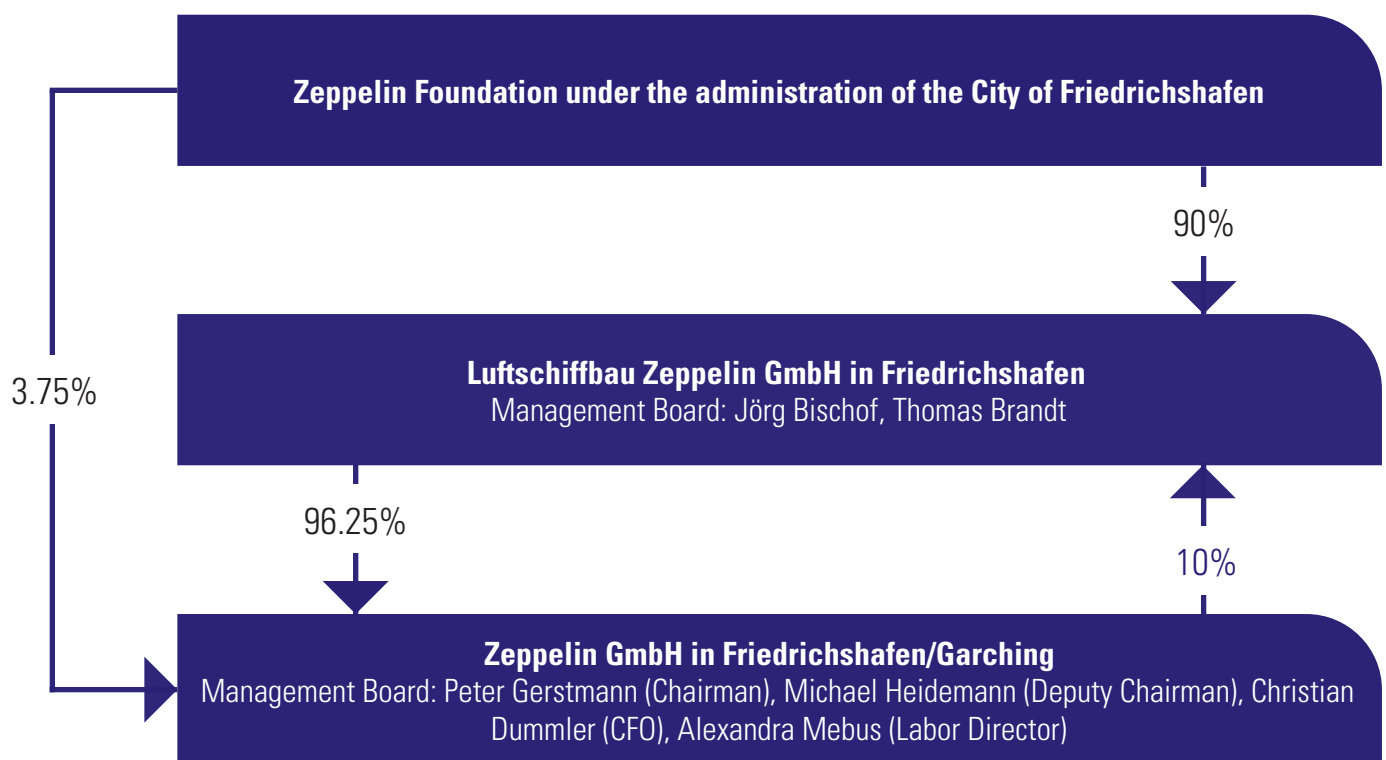 Zeppelin Foundation under the administration of the City of Friedrichshafen
90%
Luftschiffbau Zeppelin GmbH in Friedrichshafen
Management Board: Jörg Bischof, Thomas Brandt
3.75%
96.25%
10%
Zeppelin GmbH in Friedrichshafen/Garching
Management Board: Peter Gerstmann (Chairman), Michael Heidemann (Deputy Chairman), Christian
Dummler (CFO), Alexandra Mebus (Labor Director)